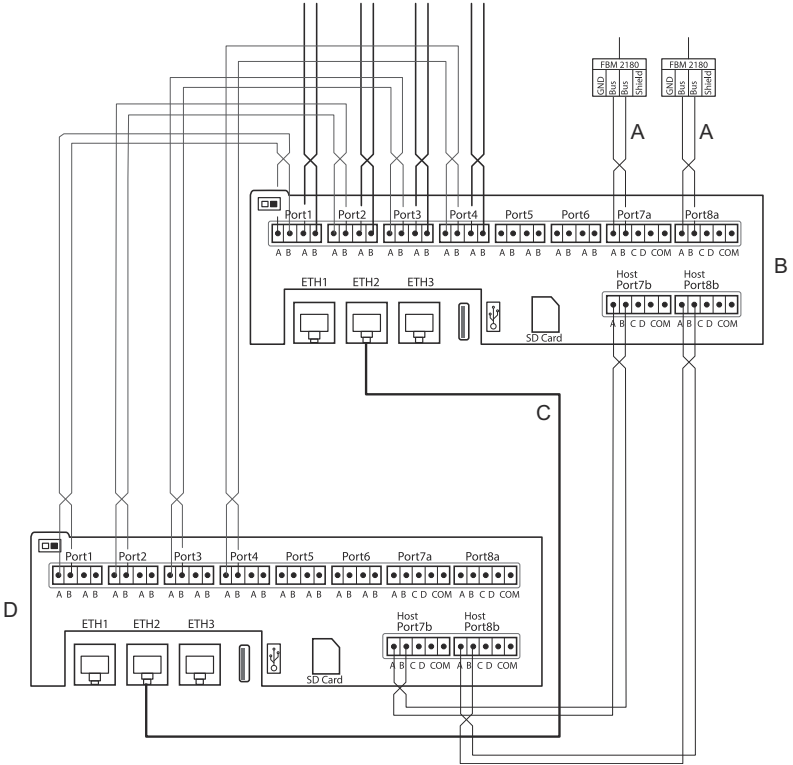 FBM 2180 FBM 2180
GND Bus Bus Shield GND Bus Bus Shield
A A
Port1 Port2 Port3 Port4 Port5 Port6 Port7a Port8a
A B A B A B A B A B A B A B A B A B A B A B A B A B C D COM A B C D COM
B
Host Host
Port7b Port8b
ETH1 ETH2 ETH3
A B C D COM A B C D COM
SD Card
C
Port1 Port2 Port3 Port4 Port5 Port6 Port7a Port8a
A B A B A B A B A B A B A B A B A B A B A B A B A B C D COM A B C D COM
D
Host Host
Port7b Port8b
ETH1 ETH2 ETH3
A B C D COM A B C D COM
SD Card